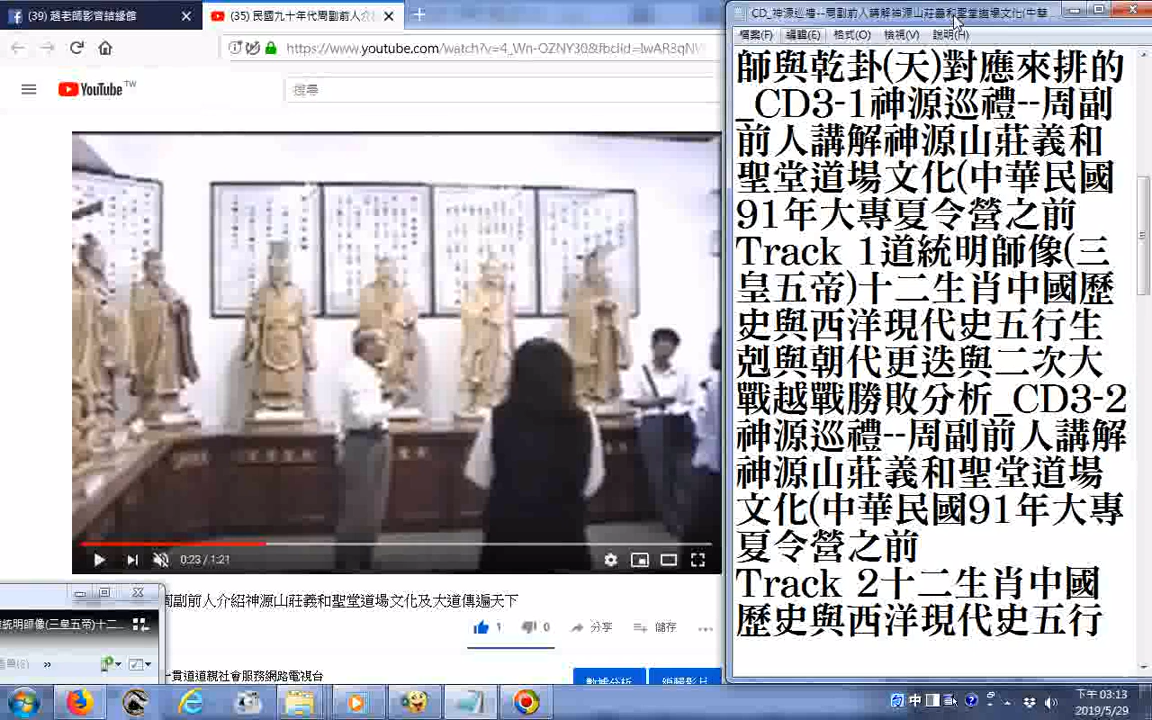 (39) 趙老師影音結緣館
(35) 民國九十年代周副前人介
https://www.youtube.com/watch?v=4_Wn-OZNY30&fbclid=IwAR3qNV
YouTube TW
搜尋
0:23 / 1:21
周副前人介紹神源山莊義和聖堂道場文化及大道傳遍天下
1
0
分享
儲存
一貫道道親社會服務網路電視台
數據分析
編輯影片
統明師像(三皇五帝)十二...
CD_神源巡禮--周副前人講解神源山莊義和聖堂道場文化(中華
檔案(F) 編輯(E) 格式(O) 檢視(V) 說明(H)
師與乾卦(天)對應來排的
_CD3-1神源巡禮--周副
前人講解神源山莊義和
聖堂道場文化(中華民國
91年大專夏令營之前
Track 1道統明師像(三
皇五帝)十二生肖中國歷
史與西洋現代史五行生
剋與朝代更迭與二次大
戰越戰勝敗分析_CD3-2
神源巡禮--周副前人講解
神源山莊義和聖堂道場
文化(中華民國91年大專
夏令營之前
Track 2十二生肖中國
歷史與西洋現代史五行
中
下午 03:13
2019/5/29